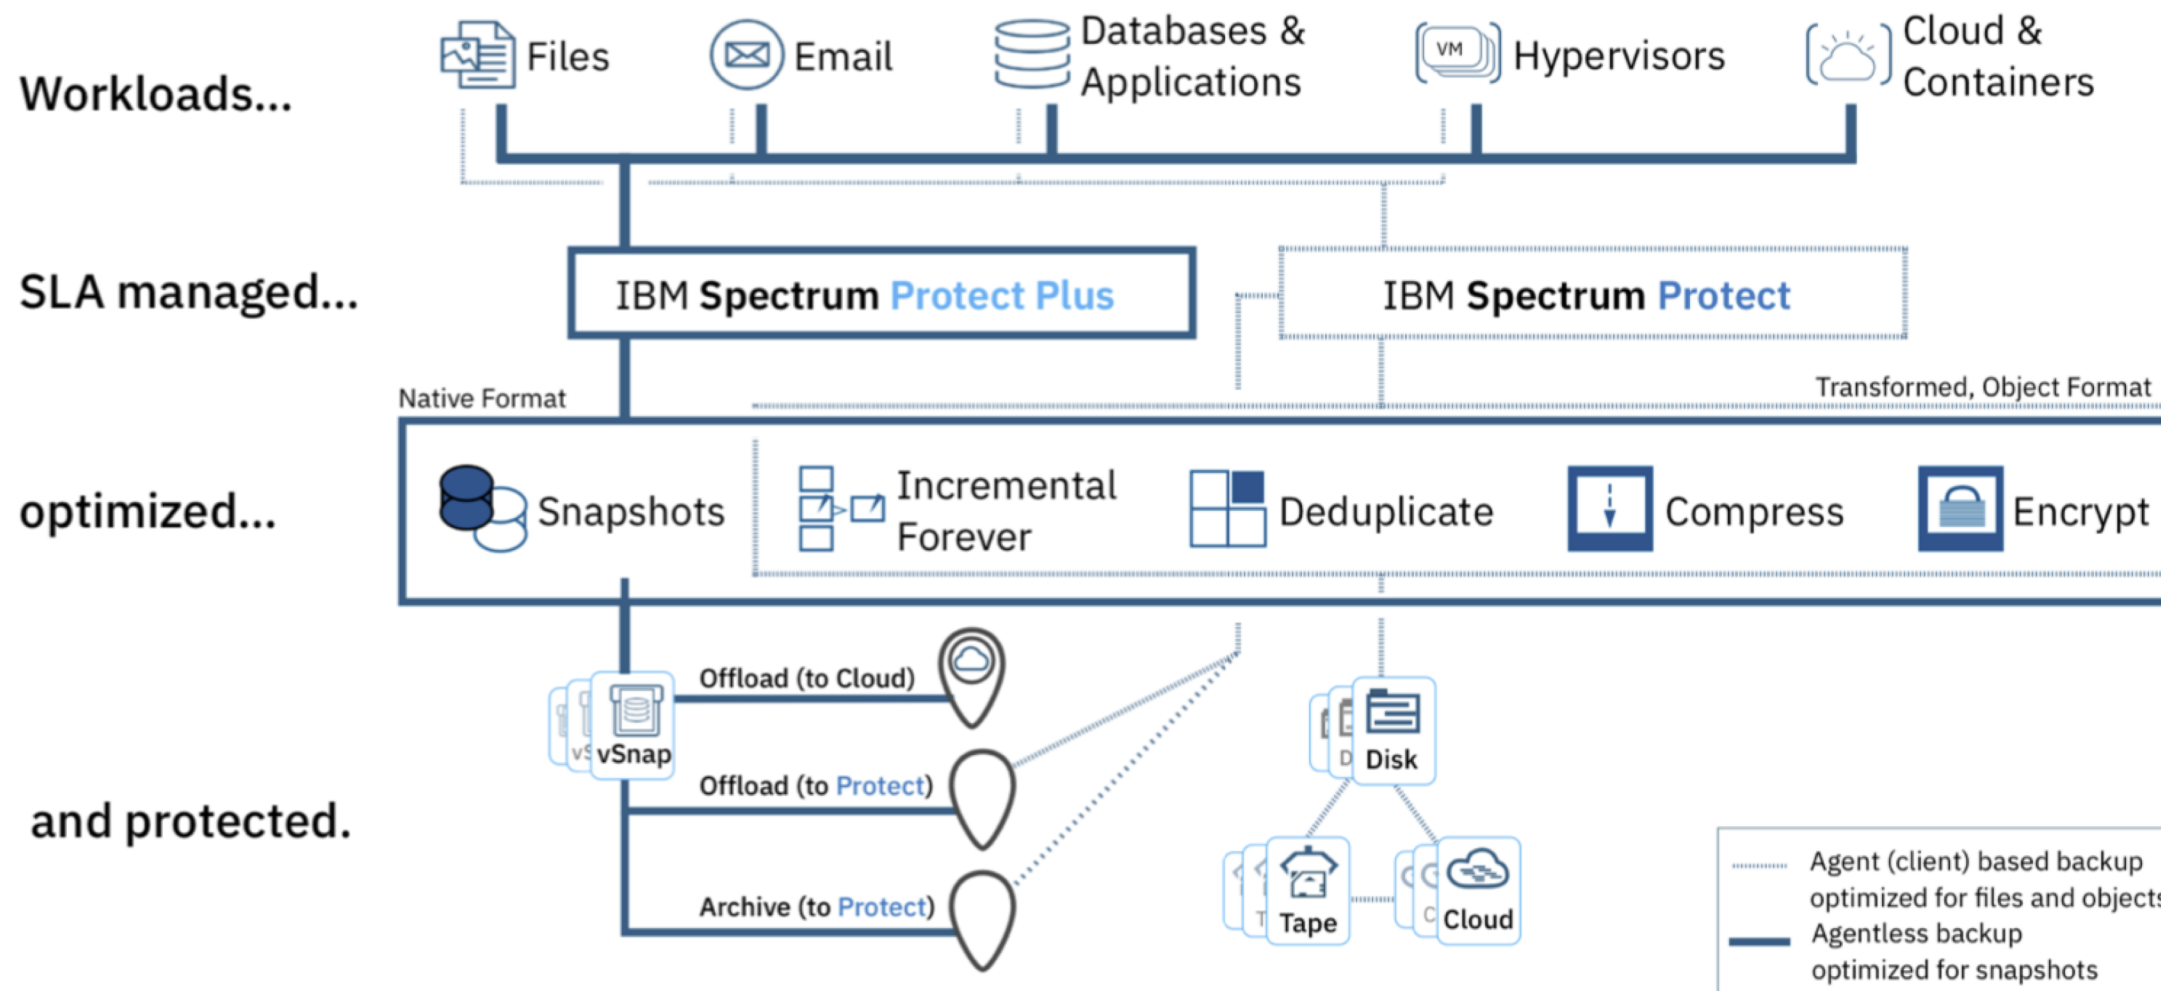 Workloads...
Files
Email
Databases &
Applications
VM
Hypervisors
Cloud &
Containers
SLA managed...
IBM Spectrum Protect Plus
IBM Spectrum Protect
Native Format
Transformed, Object Format
optimized...
Snapshots
Incremental
Forever
Deduplicate
Compress
Encrypt
and protected.
vS
vSnap
Offload (to Cloud)
Offload (to Protect)
Archive (to Protect)
D
Disk
T
Tape
C
Cloud
Agent (client) based backup
optimized for files and objects
Agentless backup
optimized for snapshots